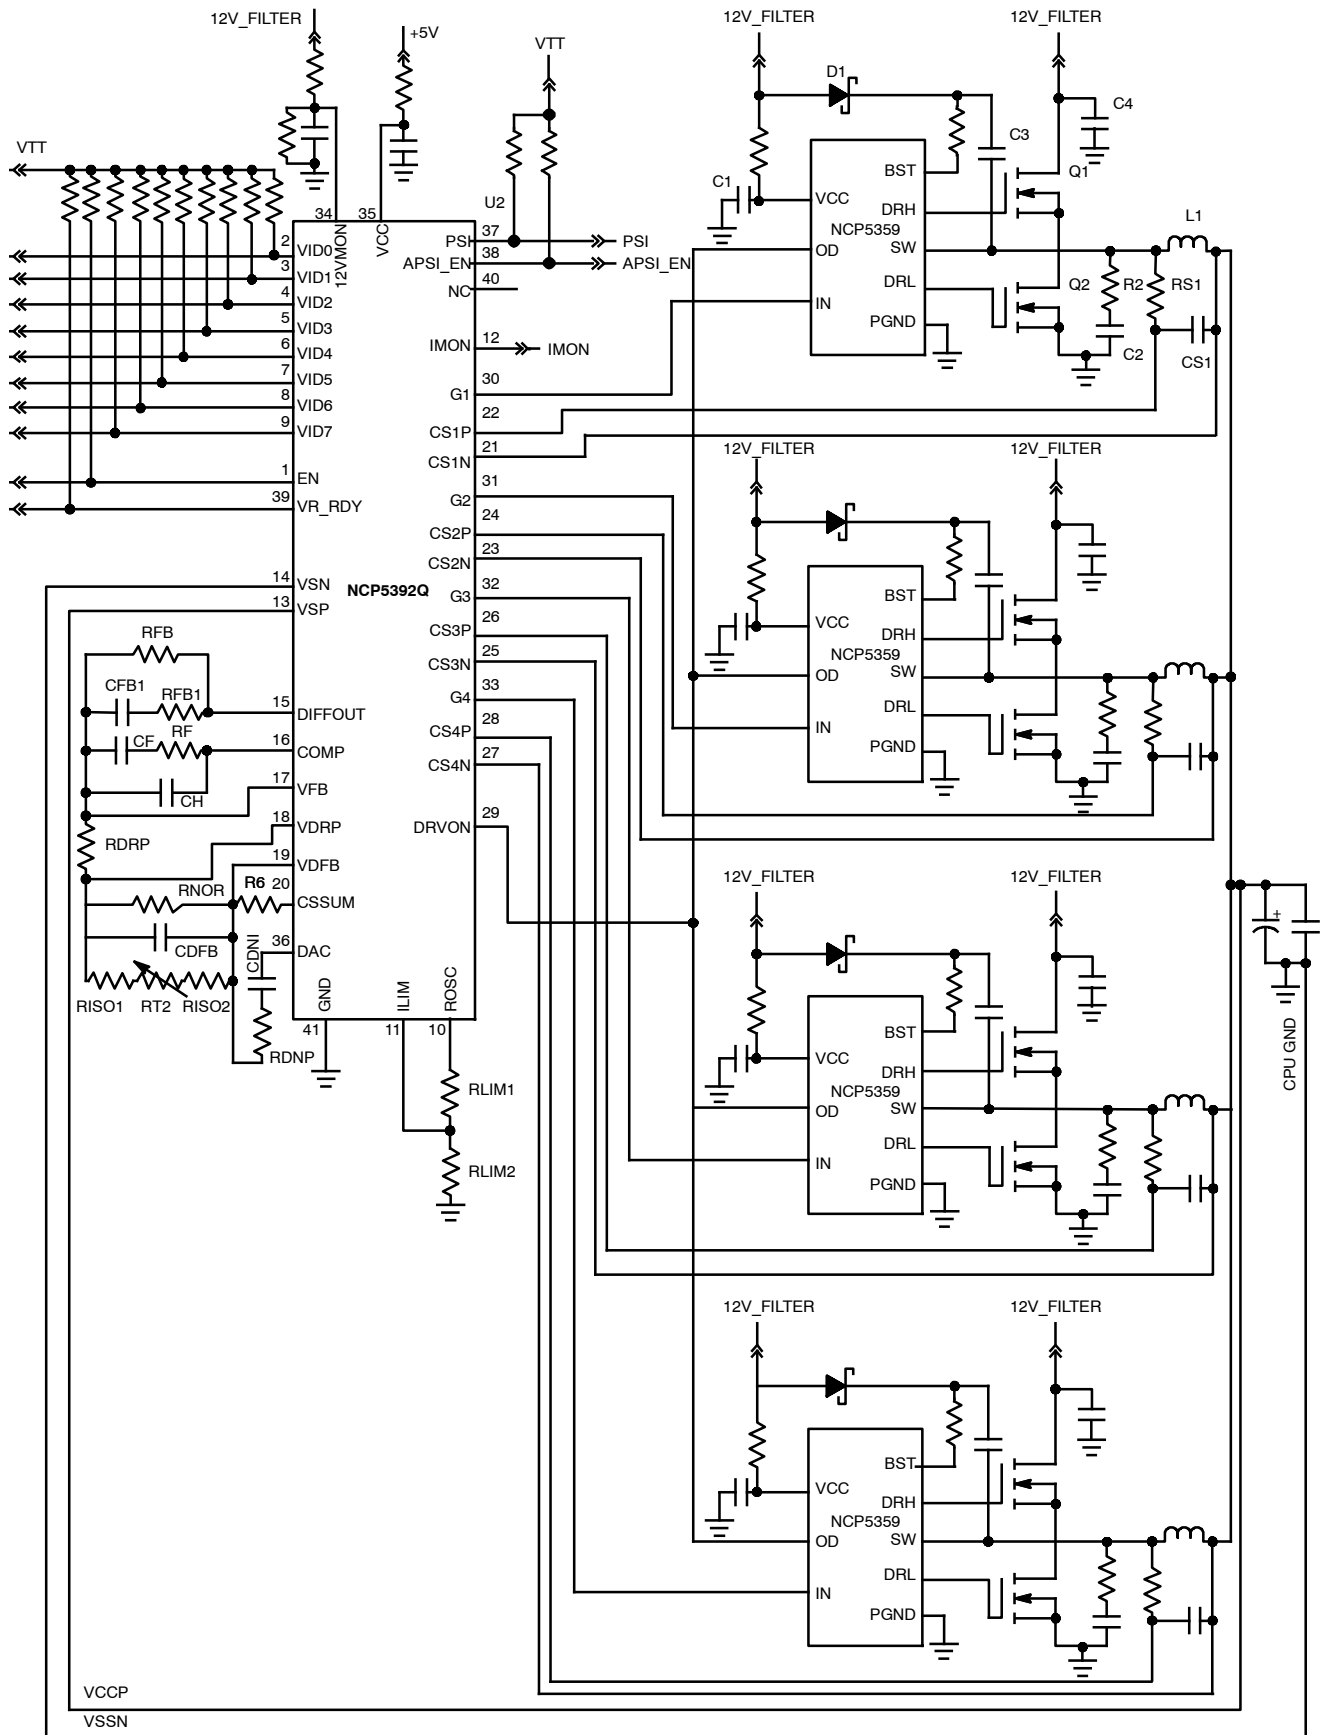 12V_FILTER
+5V
VTT
12V_FILTER
12V_FILTER
D1
C4
C3
VTT
BST
Q1
C1
U2
VCC
34
35
DRH
NCP5359
L1
12VMON
VCC
37
PSI
PSI
2
VID0
OD
SW
38
APSI_EN
APSI_EN
3
VID1
40
NC
DRL
Q2
R2
RS1
4
VID2
IN
5
VID3
PGND
12
IMON
IMON
6
VID4
C2
CS1
7
VID5
30
G1
8
VID6
22
CS1P
9
VID7
21
CS1N
12V_FILTER
12V_FILTER
1
EN
31
G2
39
VR_RDY
24
CS2P
23
CS2N
14
VSN
NCP5392Q
32
G3
BST
13
VSP
26
CS3P
VCC
DRH
NCP5359
RFB
25
CS3N
OD
SW
CFB1
RFB1
33
G4
DRL
15
DIFFOUT
28
CS4P
IN
CF
RF
16
COMP
27
CS4N
PGND
17
VFB
CH
18
VDRP
29
DRVON
RDRP
19
VDFB
12V_FILTER
12V_FILTER
RNOR
R6
20
CSSUM
CDFB
36
DAC
CDNI
RISO1
RT2
RISO2
GND
ILIM
ROSC
41
11
10
BST
RDNP
VCC
DRH
NCP5359
CPU GND
RLIM1
OD
SW
DRL
RLIM2
IN
PGND
12V_FILTER
12V_FILTER
BST
VCC
DRH
NCP5359
OD
SW
DRL
IN
PGND
VCCP
VSSN